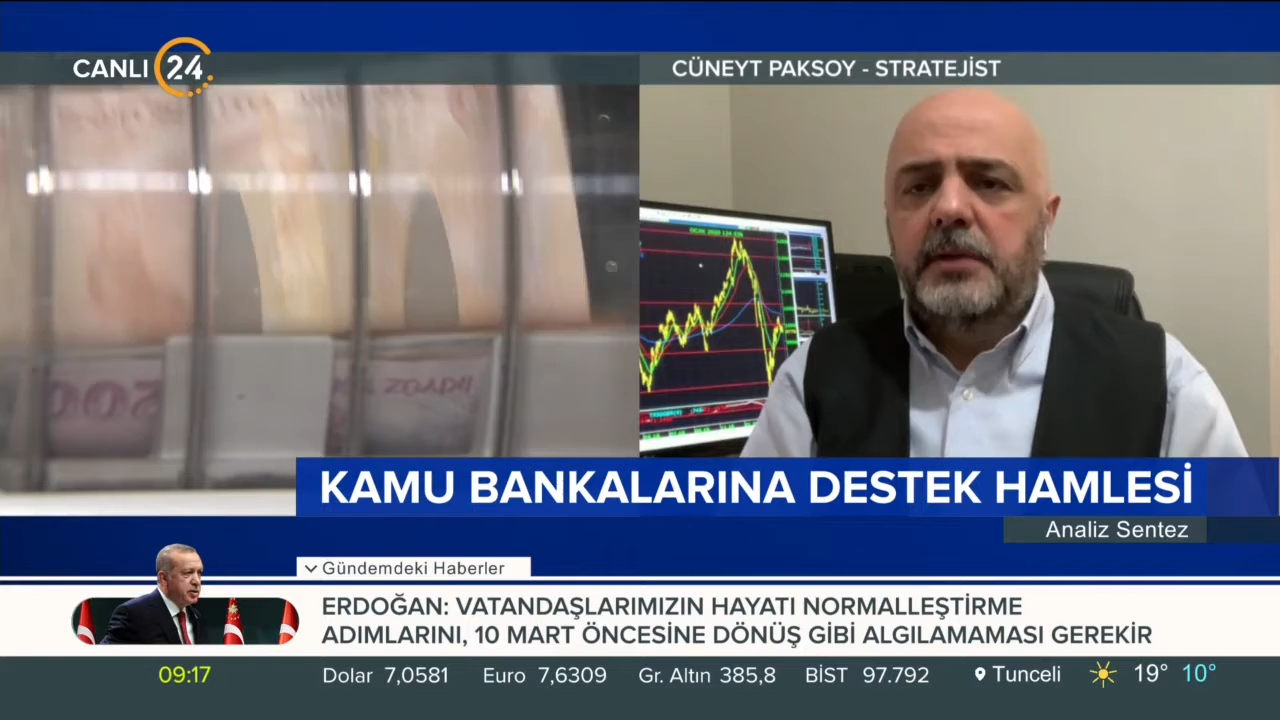 CANLI 24
CÜNEYT PAKSOY - STRATEJİST
KAMU BANKALARINA DESTEK HAMLESİ
Analiz Sentez
Gündemdeki Haberler
ERDOĞAN: VATANDAŞLARIMIZIN HAYATI NORMALLEŞTİRME
ADIMLARINI, 10 MART ÖNCESİNE DÖNÜŞ GİBİ ALGILAMAMASI GEREKİR
09:17 Dolar 7,0581 Euro 7,6309 Gr. Altın 385,8 BİST 97.792 Tunceli 19° 10°